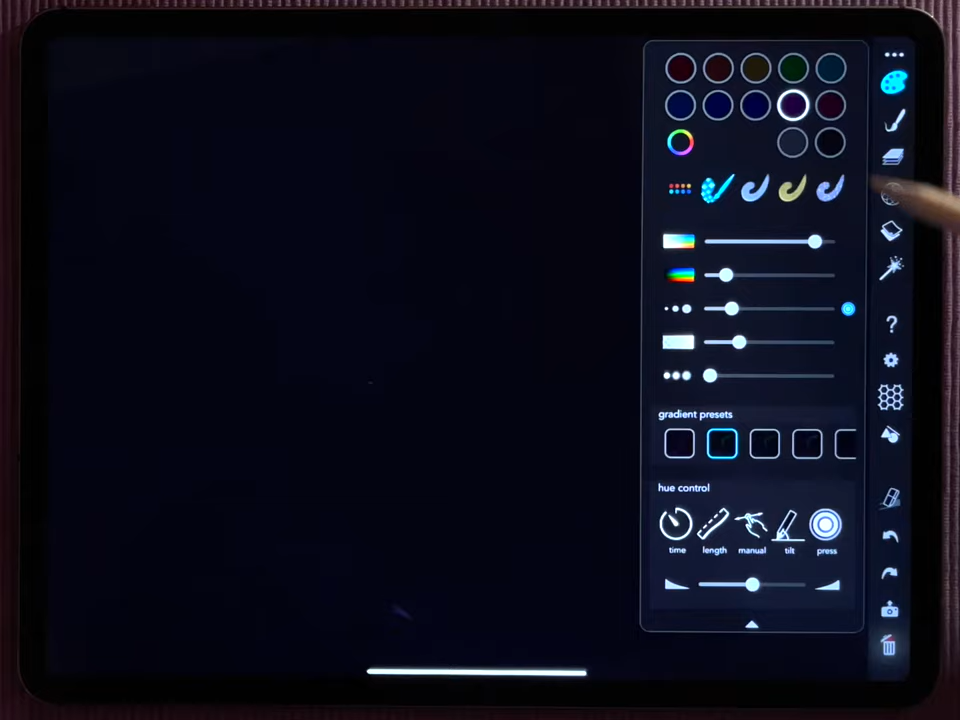 gradient presets
hue control
time length manual tilt press
?